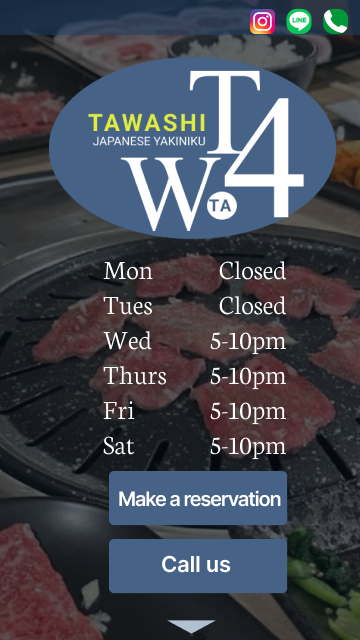 LINE
TAWASHI
JAPANESE YAKINIKU
T4
W TA
Mon Closed
Tues Closed
Wed 5-10pm
Thurs 5-10pm
Fri 5-10pm
Sat 5-10pm
Make a reservation
Call us